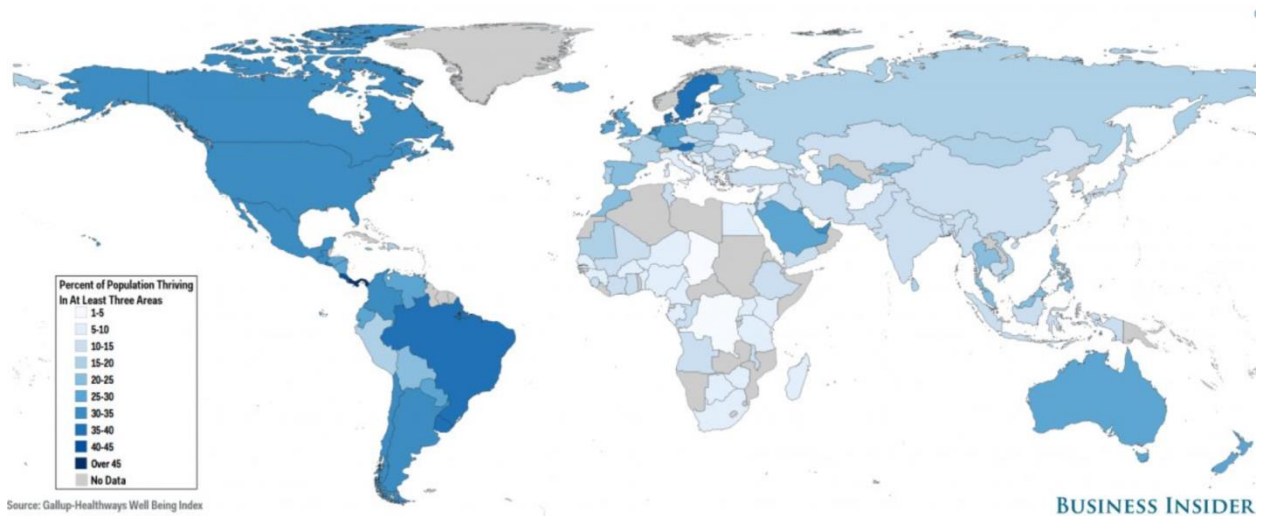 Percent of Population Thriving
In At Least Three Areas
1-5
5-10
10-15
15-20
20-25
25-30
30-35
35-40
40-45
Over 45
No Data
Source: Gallup-Healthways Well Being Index
BUSINESS INSIDER